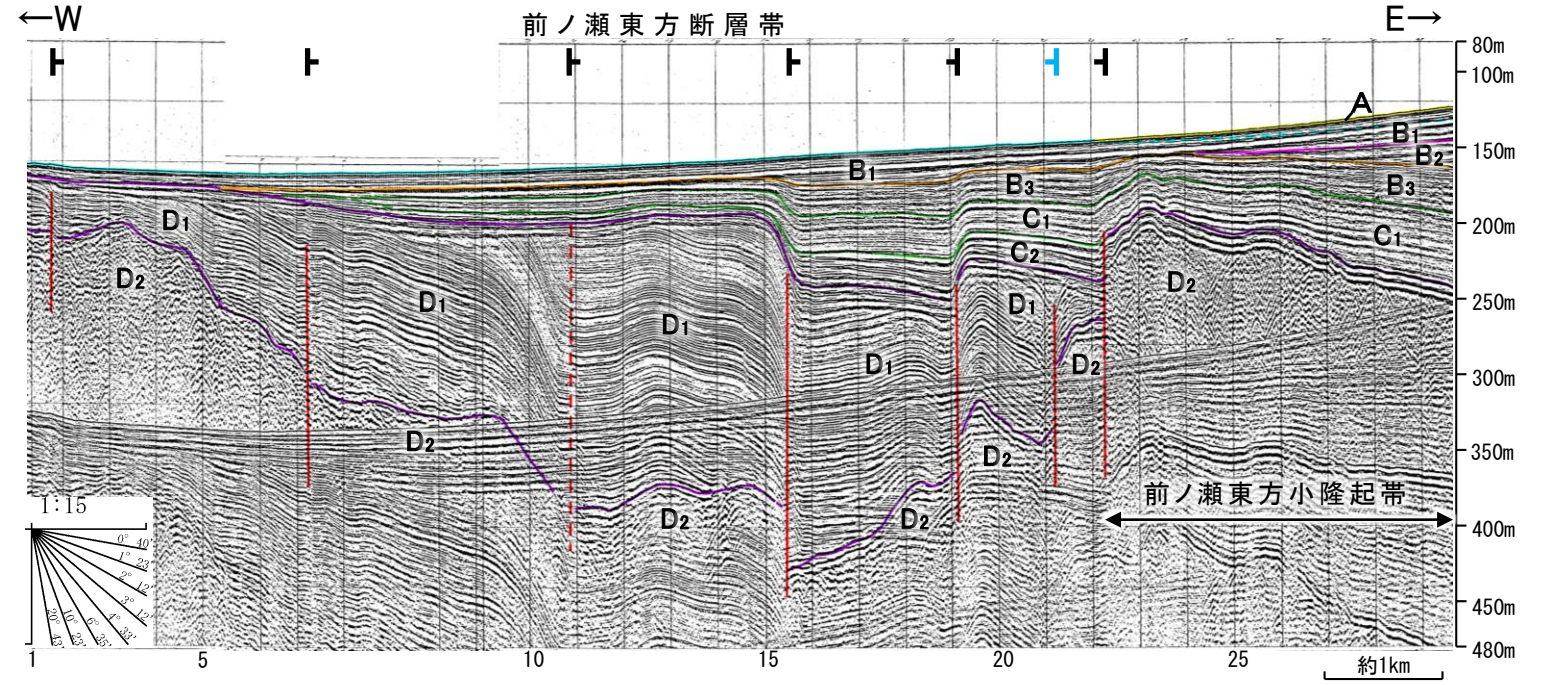 ←W
前ノ瀬東方断層帯
E→
80m
100m
150m
200m
250m
300m
350m
400m
450m
480m
A
B1
B2
B3
B1
B3
C1
C2
C1
D1
D2
D1
D1
D1
D1
D2
D2
D2
D2
D2
D2
前ノ瀬東方小隆起帯
1:15
0° 40'
1° 23'
2° 12'
3° 12'
4° 33'
6° 25'
10° 23'
20° 43'
1
5
10
15
20
25
約1km